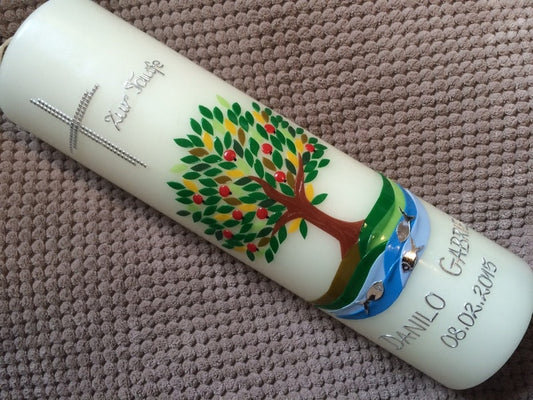 Zur Taufe
DANILO GABRIEL
08.02.2015